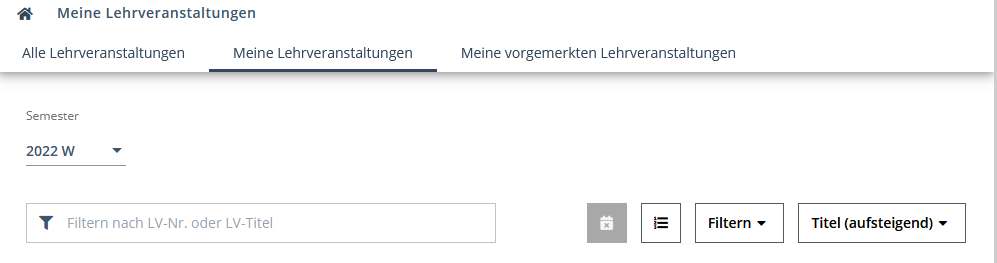 Meine Lehrveranstaltungen
Alle Lehrveranstaltungen Meine Lehrveranstaltungen Meine vorgemerkten Lehrveranstaltungen
Semester
2022 W
Filtern nach LV-Nr. oder LV-Titel Filtern Titel (aufsteigend)